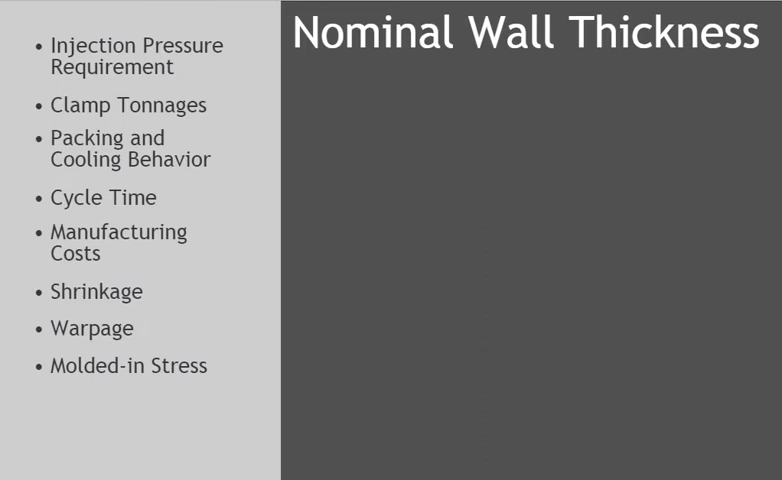 Nominal Wall Thickness
• Injection Pressure
Requirement
• Clamp Tonnages
• Packing and
Cooling Behavior
• Cycle Time
• Manufacturing
Costs
• Shrinkage
• Warpage
• Molded-in Stress